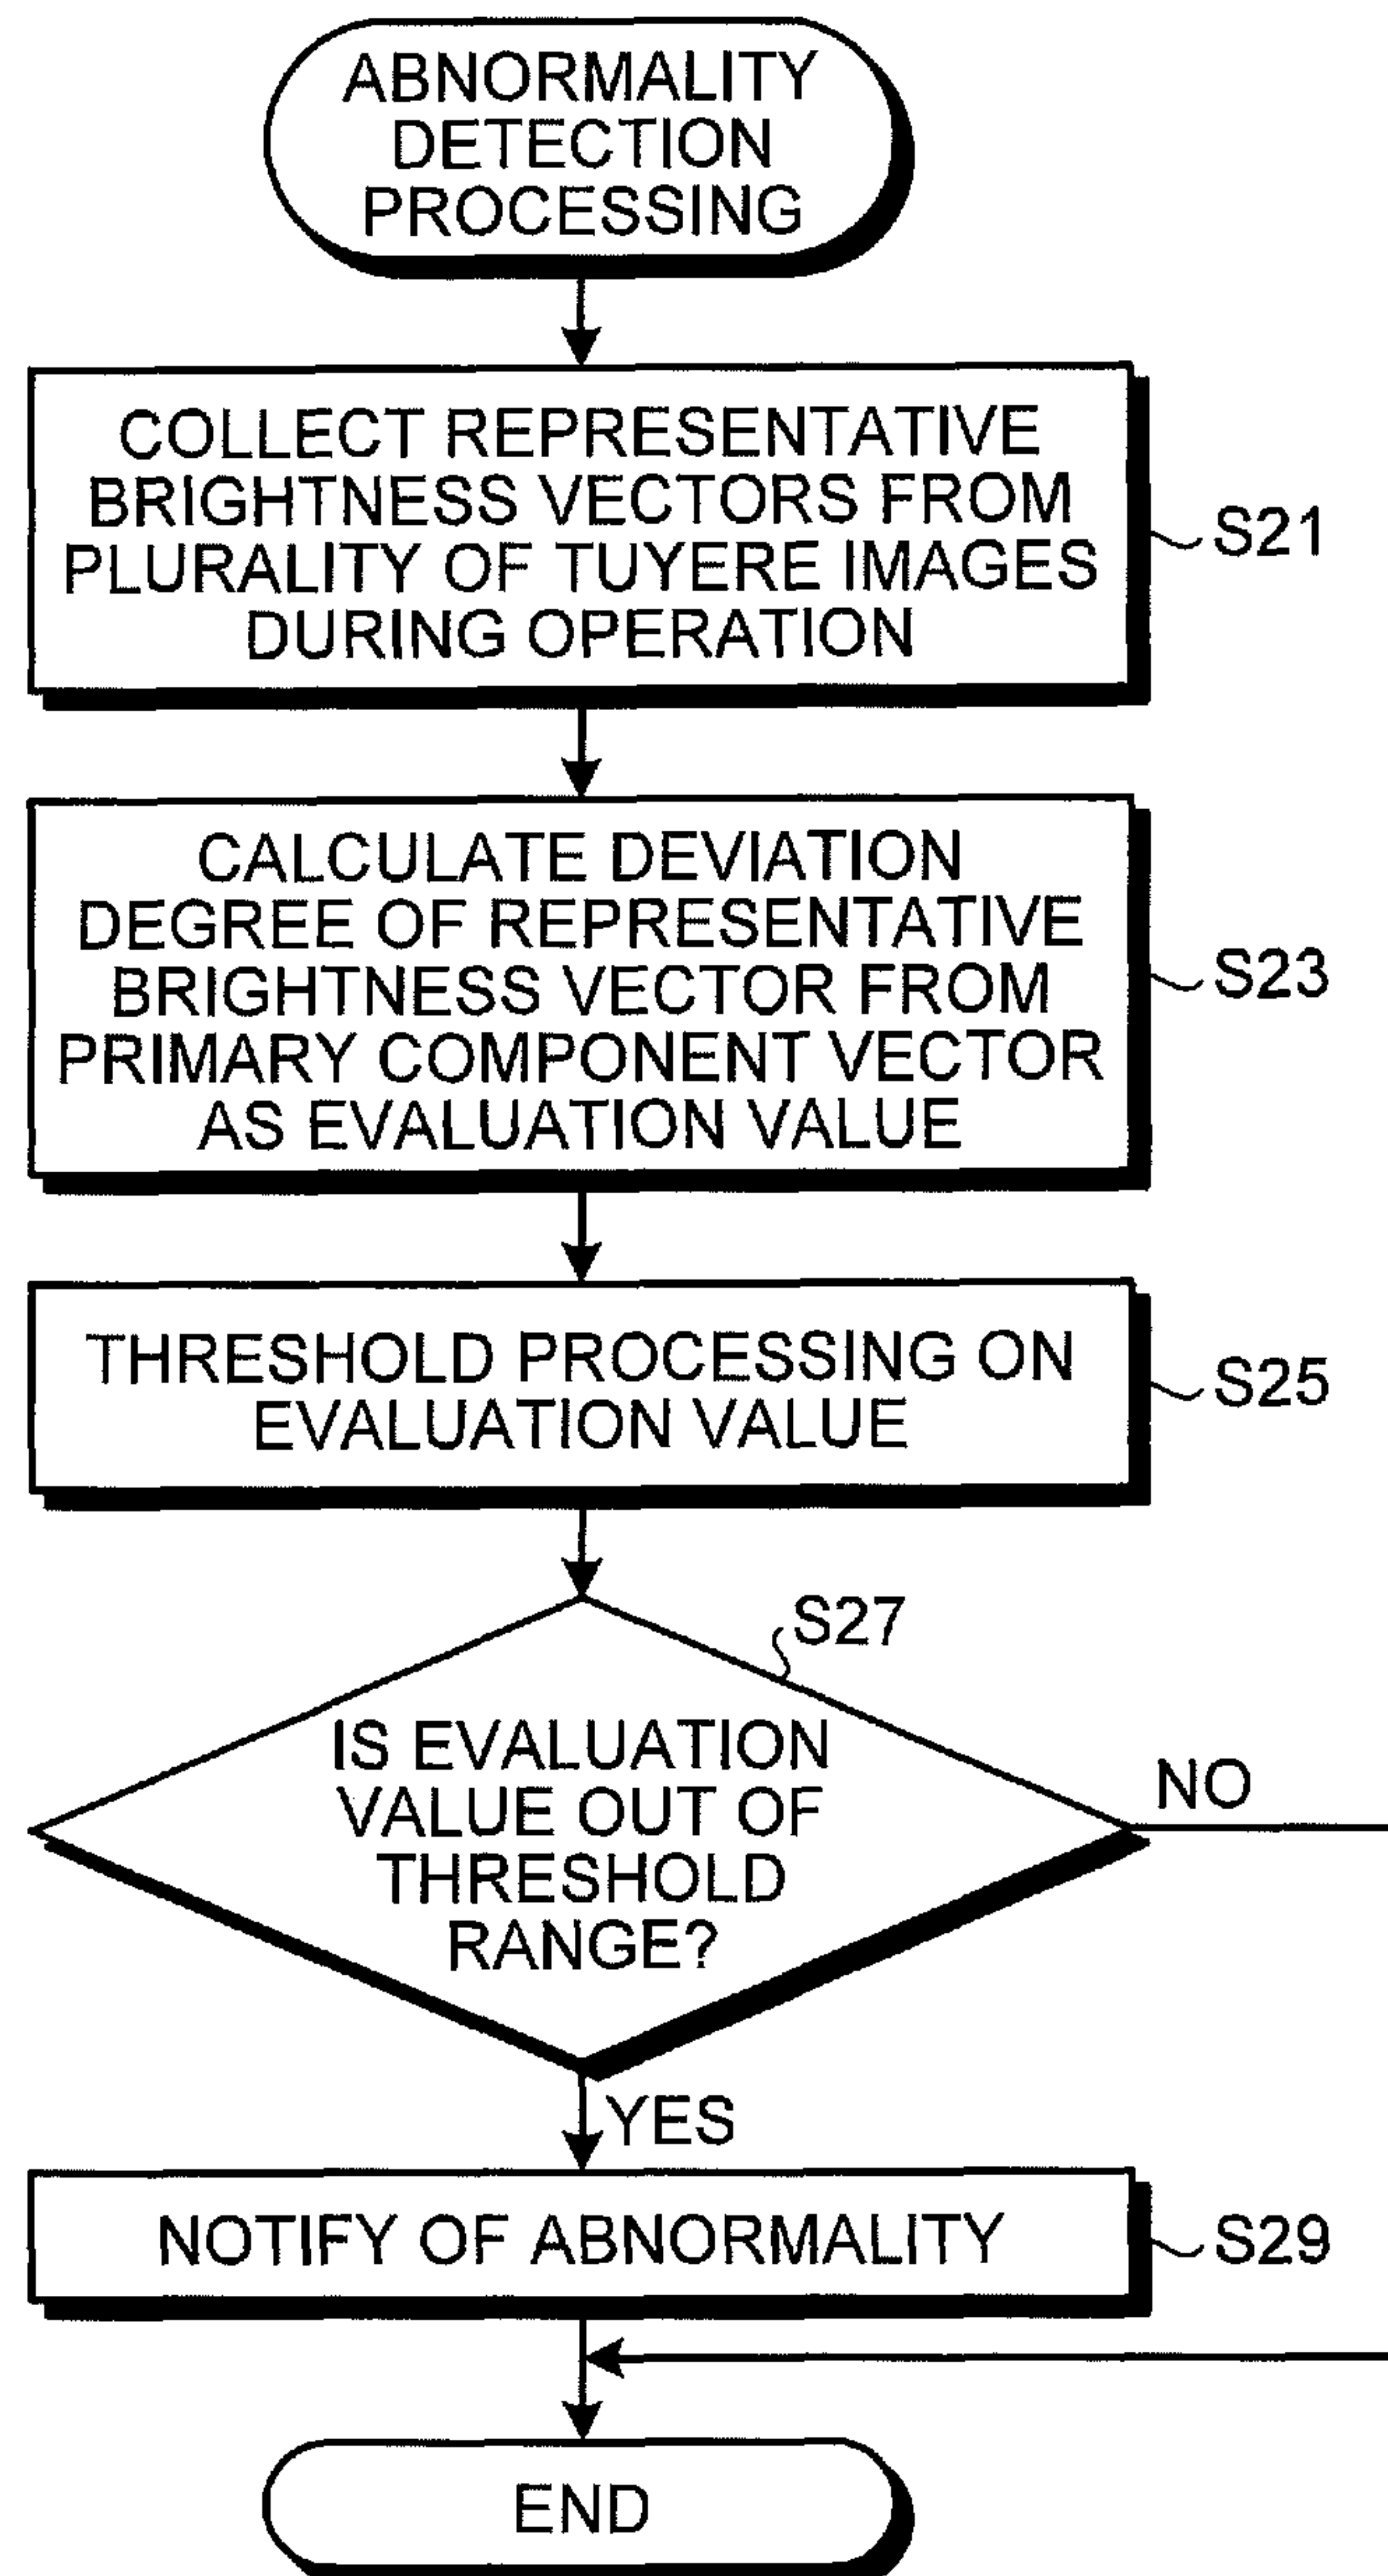 ABNORMALITY
DETECTION
PROCESSING
COLLECT REPRESENTATIVE
BRIGHTNESS VECTORS FROM
PLURALITY OF TUYERE IMAGES
DURING OPERATION
S21
CALCULATE DEVIATION
DEGREE OF REPRESENTATIVE
BRIGHTNESS VECTOR FROM
PRIMARY COMPONENT VECTOR
AS EVALUATION VALUE
S23
THRESHOLD PROCESSING ON
EVALUATION VALUE
S25
S27
IS EVALUATION
VALUE OUT OF
THRESHOLD
RANGE?
NO
YES
NOTIFY OF ABNORMALITY
S29
END